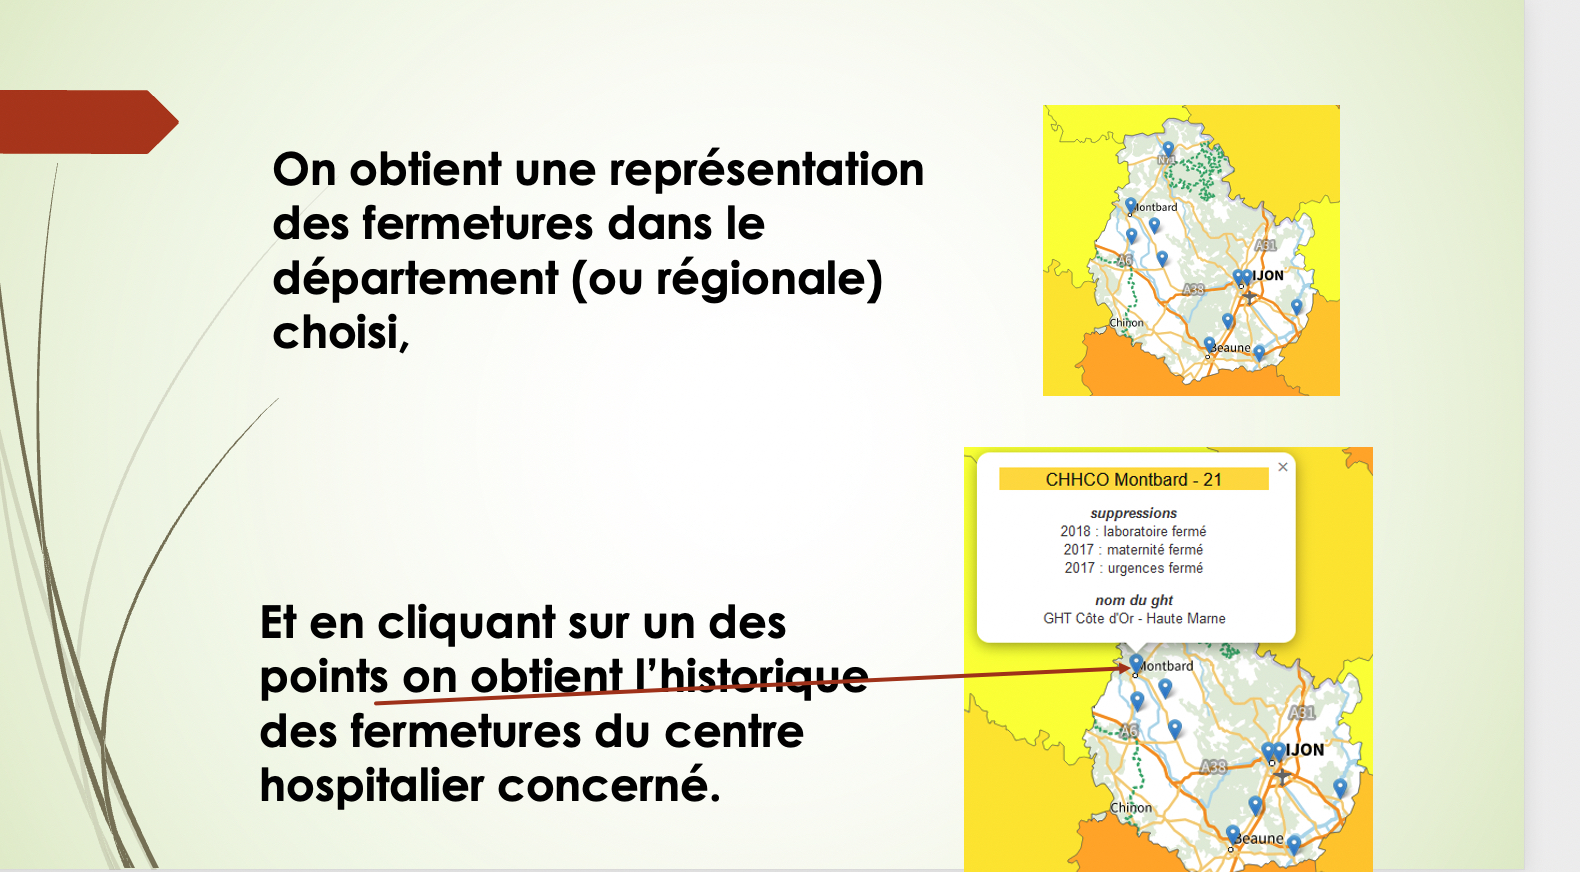 On obtient une représentation
des fermetures dans le
département (ou régionale)
choisi,
N71
Montbard
A31
A6
IJON
A38
Chinon
Beaune
Et en cliquant sur un des
points on obtient l’historique
des fermetures du centre
hospitalier concerné.
CHHCO Montbard - 21
suppressions
2018 : laboratoire fermé
2017 : maternité fermé
2017 : urgences fermé
nom du ght
GHT Côte d'Or - Haute Marne
Montbard
A31
A6
IJON
A38
Chinon
Beaune